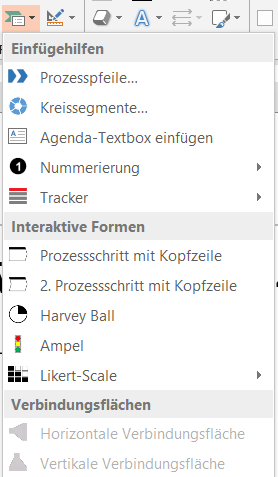 Einfügehilfen
Prozesspfeile...
Kreissegmente...
Agenda-Textbox einfügen
1 Nummerierung
Tracker
Interaktive Formen
Prozessschritt mit Kopfzeile
2. Prozessschritt mit Kopfzeile
Harvey Ball
Ampel
Likert-Scale
Verbindungsflächen
Horizontale Verbindungsfläche
Vertikale Verbindungsfläche